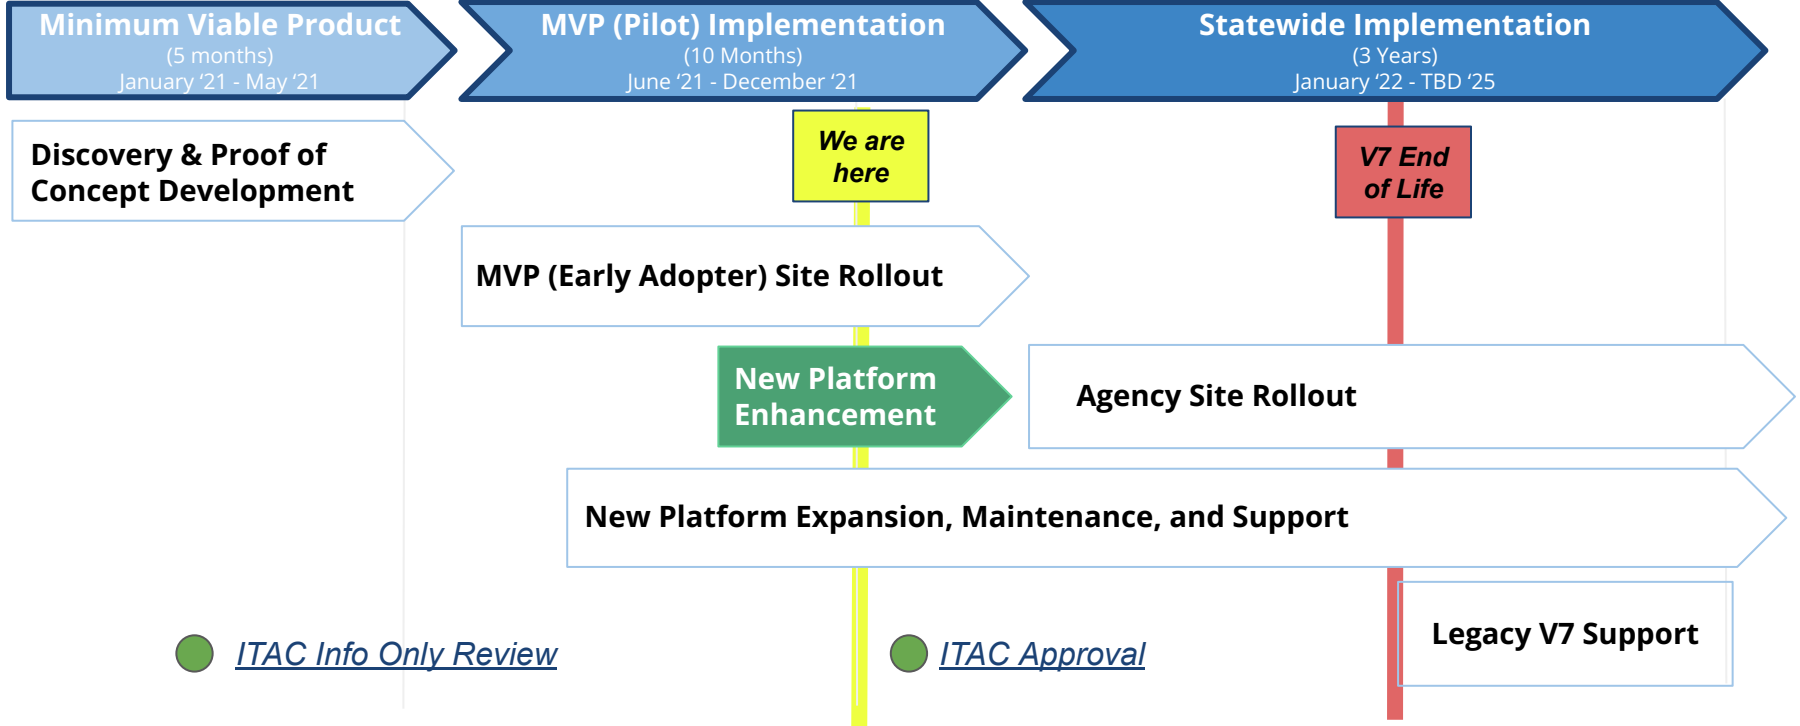 Minimum Viable Product
(5 months)
January ‘21 - May ‘21
MVP (Pilot) Implementation
(10 Months)
June ‘21 - December ‘21
Statewide Implementation
(3 Years)
January ‘22 - TBD ‘25
Discovery & Proof of
Concept Development
We are
here
V7 End
of Life
MVP (Early Adopter) Site Rollout
New Platform
Enhancement
Agency Site Rollout
New Platform Expansion, Maintenance, and Support
Legacy V7 Support
ITAC Info Only Review
ITAC Approval